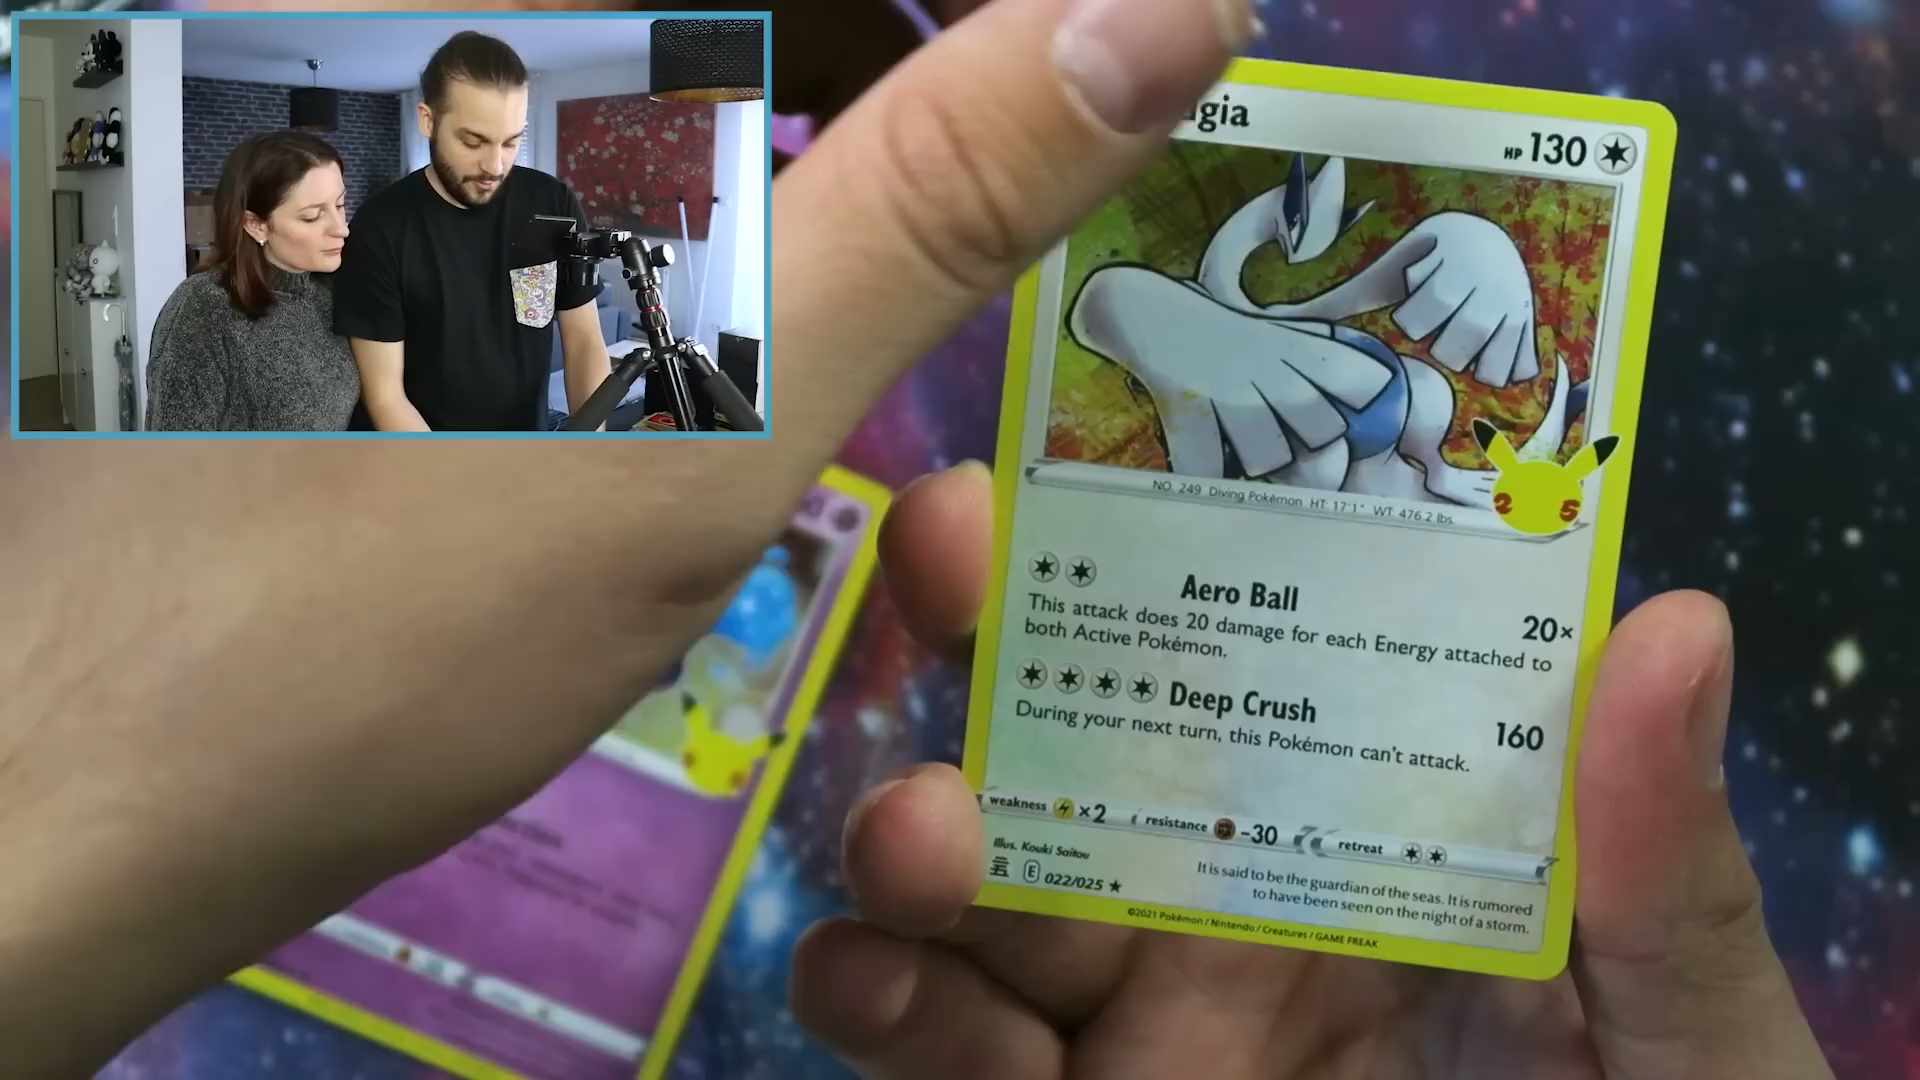 ugia
HP 130
NO. 249 Diving Pokémon HT: 17'1" WT: 476.2 lbs.
25
Aero Ball 20×
This attack does 20 damage for each Energy attached to
both Active Pokémon.
Deep Crush 160
During your next turn, this Pokémon can't attack.
weakness ×2 resistance -30 retreat
Illus. Kouki Saitou
E 022/025 ★
It is said to be the guardian of the seas. It is rumored
to have been seen on the night of a storm.
©2021 Pokémon / Nintendo / Creatures / GAME FREAK